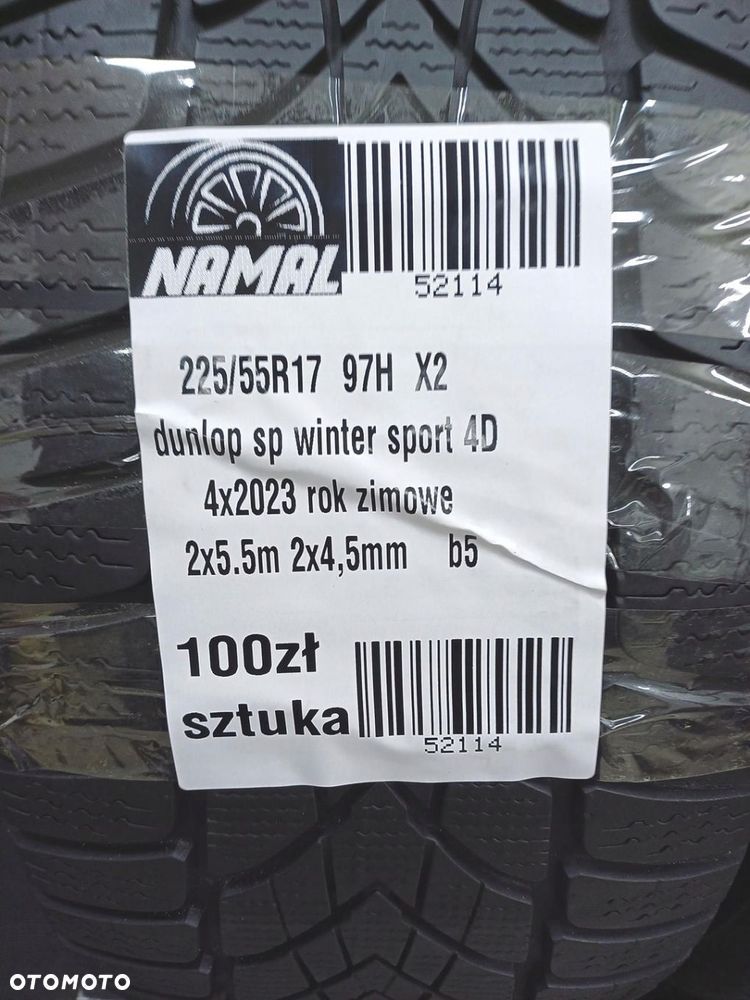 NAMAL
52114
225/55R17 97H X2
dunlop sp winter sport 4D
4x2023 rok zimowe
2x5.5m 2x4,5mm b5
100zł
sztuka
52114
OTOMOTO